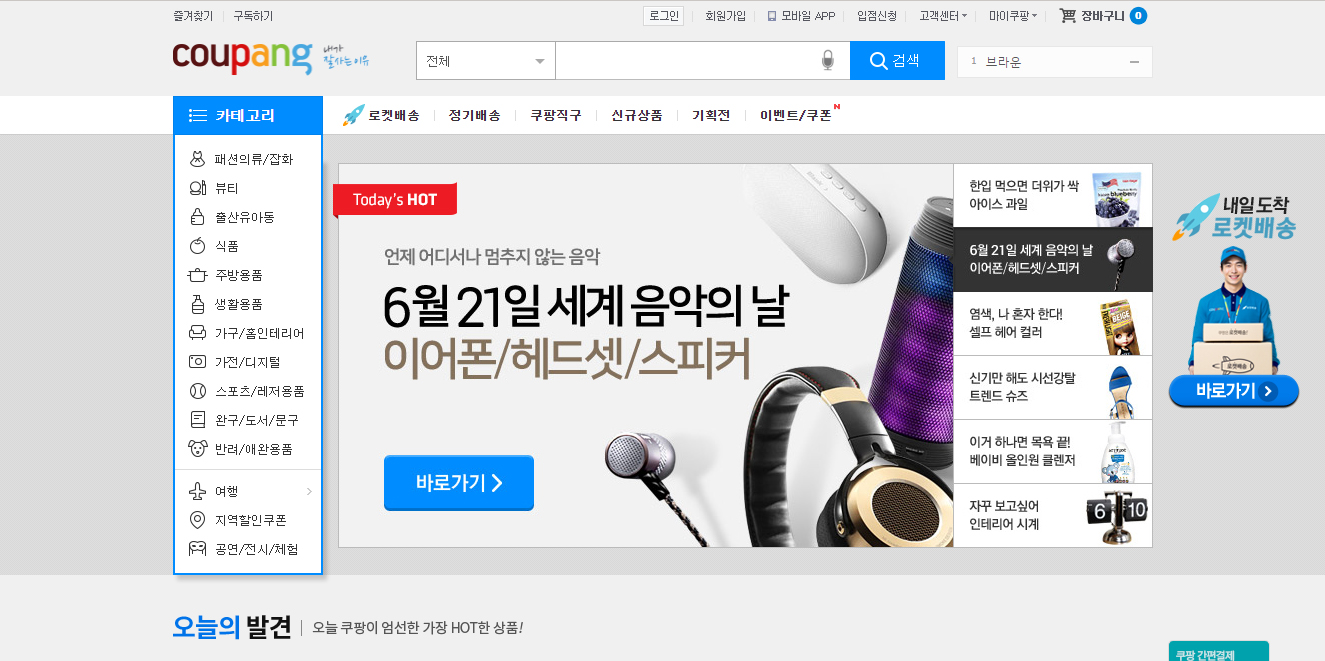 즐겨찾기
구독하기
로그인
회원가입
모바일 APP
입점신청
고객센터
마이쿠팡
장바구니 0
coupang
내가
잘사는이유
전체
검색
1 브라운
카테고리
로켓배송
정기배송
쿠팡직구
신규상품
기획전
이벤트/쿠폰 N
패션의류/잡화
뷰티
출산유아동
식품
주방용품
생활용품
가구/홈인테리어
가전/디지털
스포츠/레저용품
완구/도서/문구
반려/애완용품
여행
지역할인쿠폰
공연/전시/체험
Today's HOT
언제 어디서나 멈추지 않는 음악
6월 21일 세계 음악의 날
이어폰/헤드셋/스피커
바로가기
한입 먹으면 더위가 싹
아이스 과일
blueberry
6월 21일 세계 음악의 날
이어폰/헤드셋/스피커
염색, 나 혼자 한다!
셀프 헤어 컬러
BEIGE
신기만 해도 시선강탈
트렌드 슈즈
이거 하나면 목욕 끝!
베이비 올인원 클렌저
자꾸 보고싶어
인테리어 시계
6 10
내일 도착
로켓배송
로켓배송
바로가기
오늘의 발견
오늘 쿠팡이 엄선한 가장 HOT한 상품!
쿠팡 간편결제